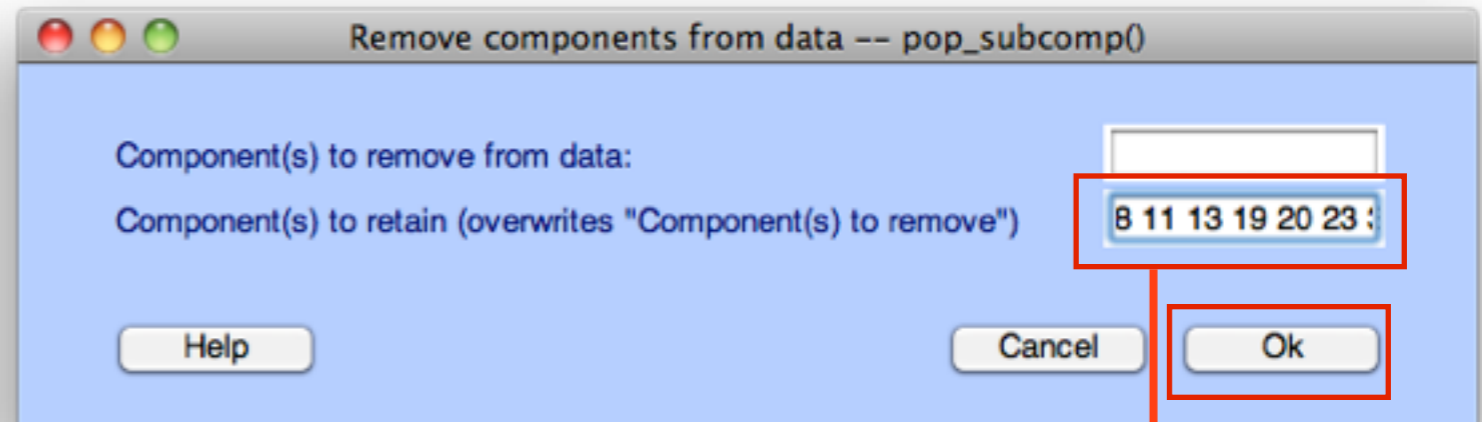 Remove components from data -- pop_subcomp()
Component(s) to remove from data:
Component(s) to retain (overwrites "Component(s) to remove")
8 11 13 19 20 23
Help
Cancel
Ok